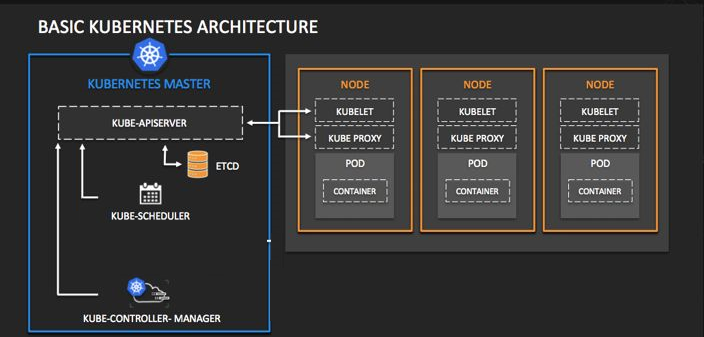 BASIC KUBERNETES ARCHITECTURE
KUBERNETES MASTER
KUBE-APISERVER
ETCD
KUBE-SCHEDULER
KUBE-CONTROLLER- MANAGER
NODE
KUBELET
KUBE PROXY
POD
CONTAINER
NODE
KUBELET
KUBE PROXY
POD
CONTAINER
NODE
KUBELET
KUBE PROXY
POD
CONTAINER